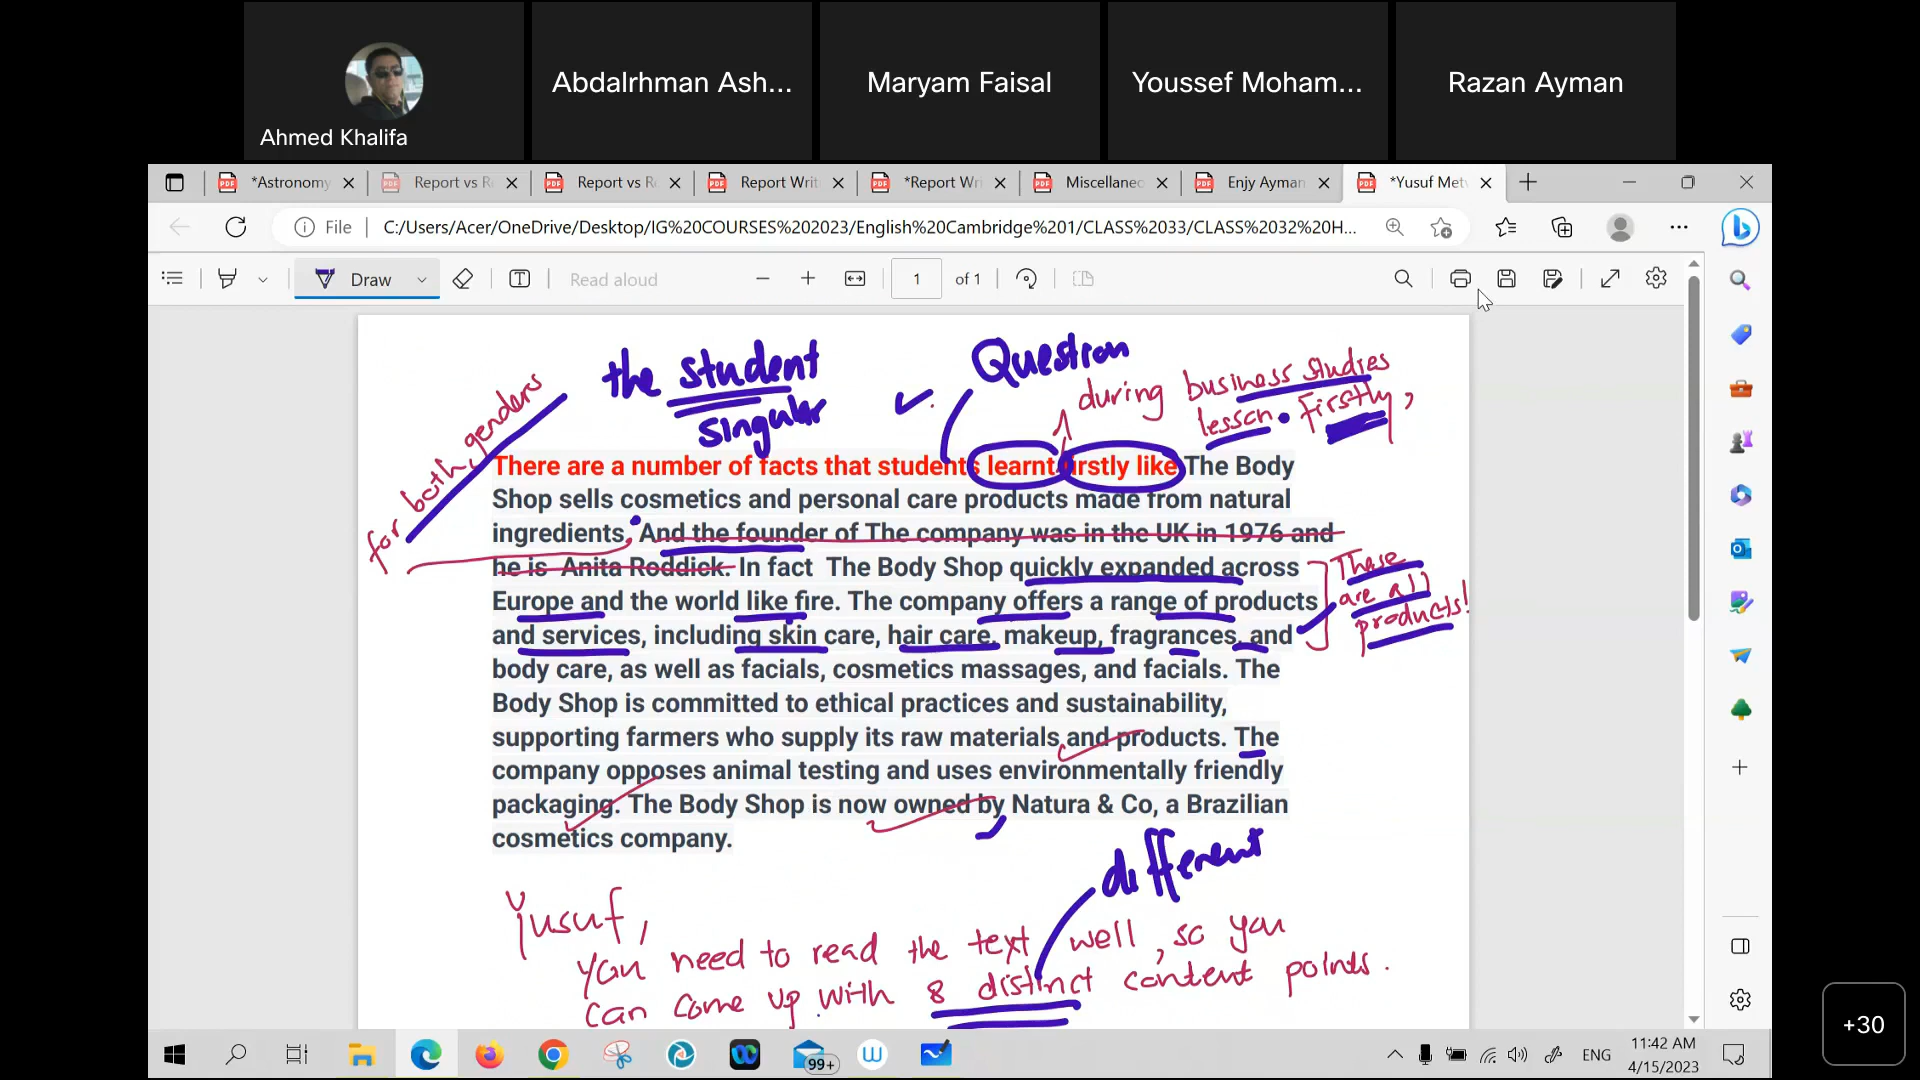 Ahmed Khalifa
Abdalrhman Ash...
Maryam Faisal
Youssef Moham...
Razan Ayman
*Astronomy
Report vs R
Report vs R
Report Writ
*Report Wri
Miscellanec
Enjy Ayman
*Yusuf Met
File
C:/Users/Acer/OneDrive/Desktop/IG%20COURSES%202023/English%20Cambridge%201/CLASS%2033/CLASS%2032%20H...
Draw
Read aloud
1 of 1
the student
singular
Question
during business studies
lesson. Firstly,
for both genders
There are a number of facts that students learnt firstly like The Body
Shop sells cosmetics and personal care products made from natural
ingredients. And the founder of The company was in the UK in 1976 and
he is Anita Roddick. In fact The Body Shop quickly expanded across
Europe and the world like fire. The company offers a range of products
and services, including skin care, hair care, makeup, fragrances, and
body care, as well as facials, cosmetics massages, and facials. The
Body Shop is committed to ethical practices and sustainability,
supporting farmers who supply its raw materials and products. The
company opposes animal testing and uses environmentally friendly
packaging. The Body Shop is now owned by Natura & Co, a Brazilian
cosmetics company.
These
are all
products!
different
Yusuf,
you need to read the text well, so you
can come up with 8 distinct content points.
+30
99+
ENG
11:42 AM
4/15/2023